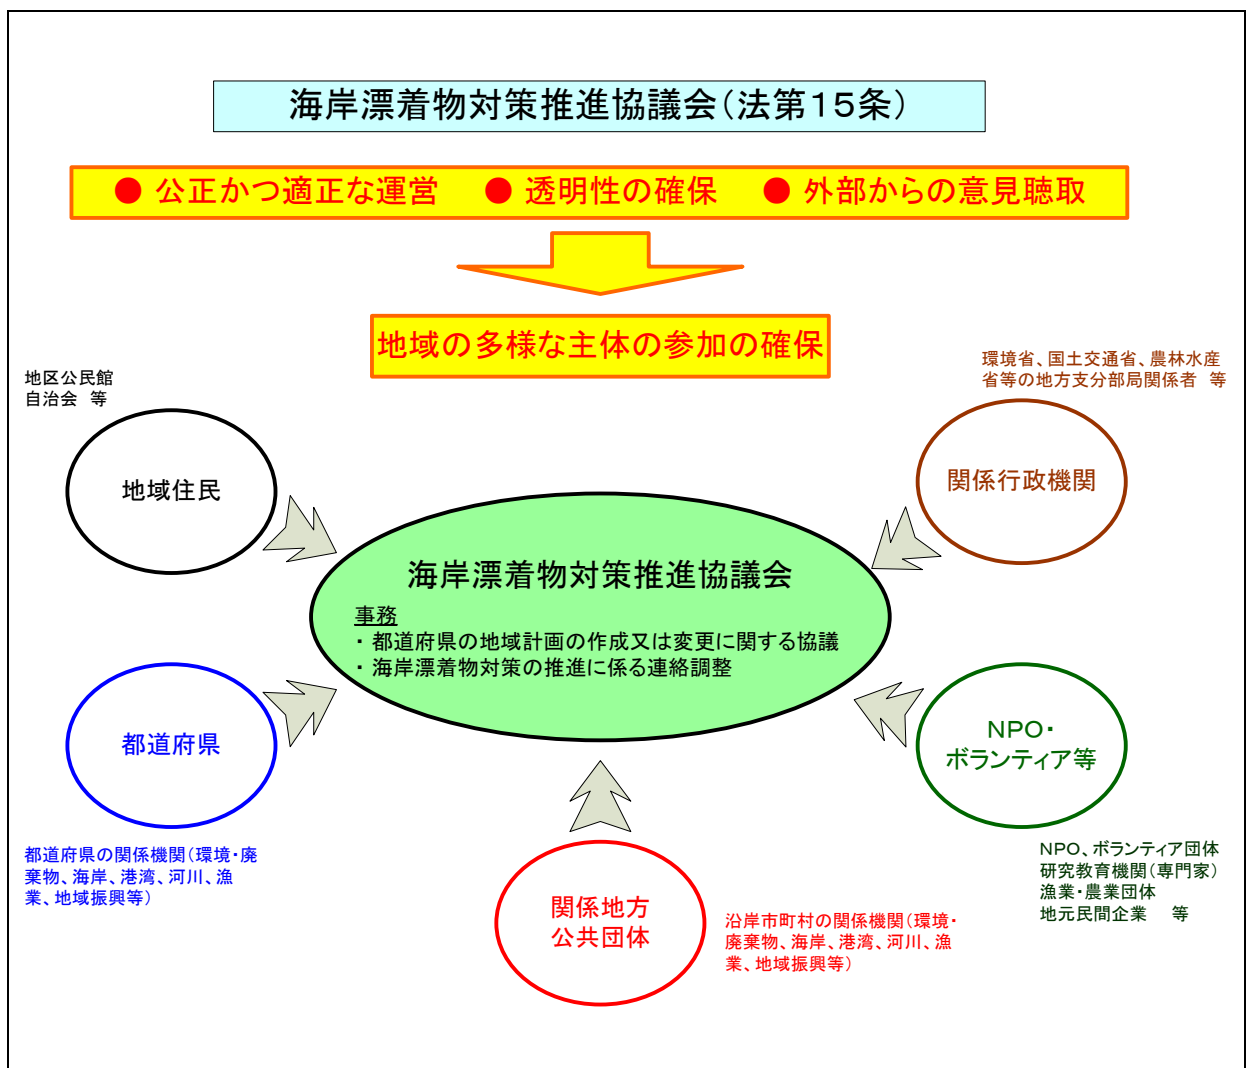 海岸漂着物対策推進協議会（法第１５条）
● 公正かつ適正な運営　● 透明性の確保　● 外部からの意見聴取
地域の多様な主体の参加の確保
地区公民館
自治会　等
地域住民
環境省、国土交通省、農林水産
省等の地方支分部局関係者　等
関係行政機関
海岸漂着物対策推進協議会
事務
・ 都道府県の地域計画の作成又は変更に関する協議
・ 海岸漂着物対策の推進に係る連絡調整
都道府県
都道府県の関係機関（環境・廃
棄物、海岸、港湾、河川、漁
業、地域振興等）
ＮＰＯ・
ボランティア等
ＮＰＯ、ボランティア団体
研究教育機関（専門家）
漁業・農業団体
地元民間企業　等
関係地方
公共団体
沿岸市町村の関係機関（環境・
廃棄物、海岸、港湾、河川、漁
業、地域振興等）